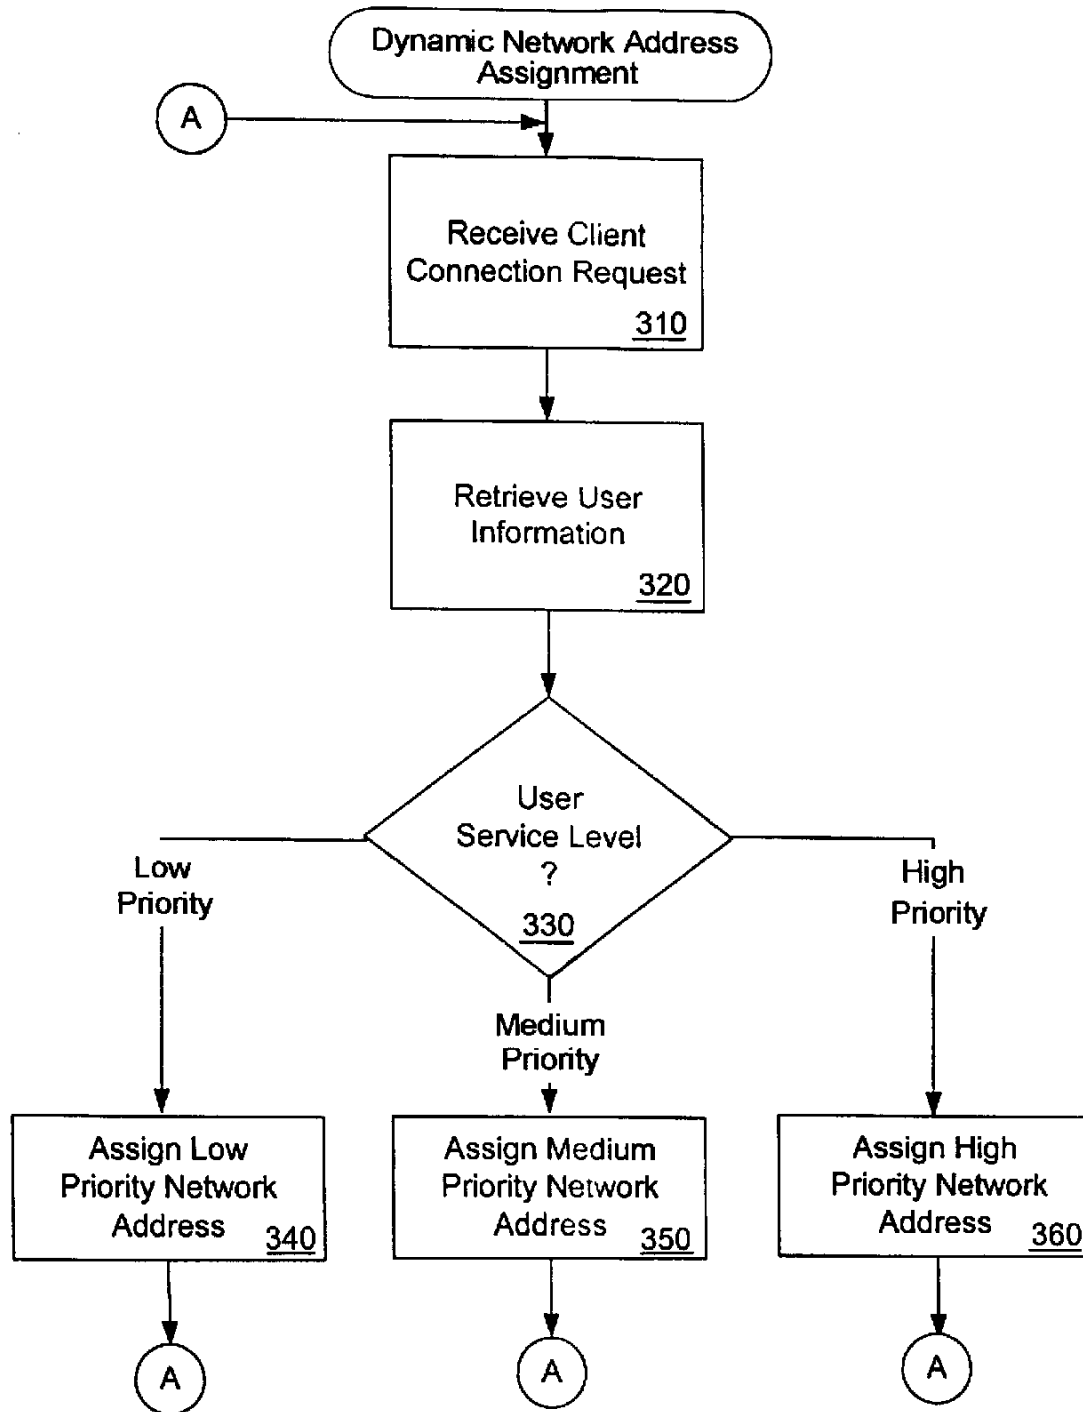 Dynamic Network Address
Assignment
A
Receive Client
Connection Request
310
Retrieve User
Information
320
User
Service Level
?
330
Low
Priority
Medium
Priority
High
Priority
Assign Low
Priority Network
Address
340
Assign Medium
Priority Network
Address
350
Assign High
Priority Network
Address
360
A
A
A